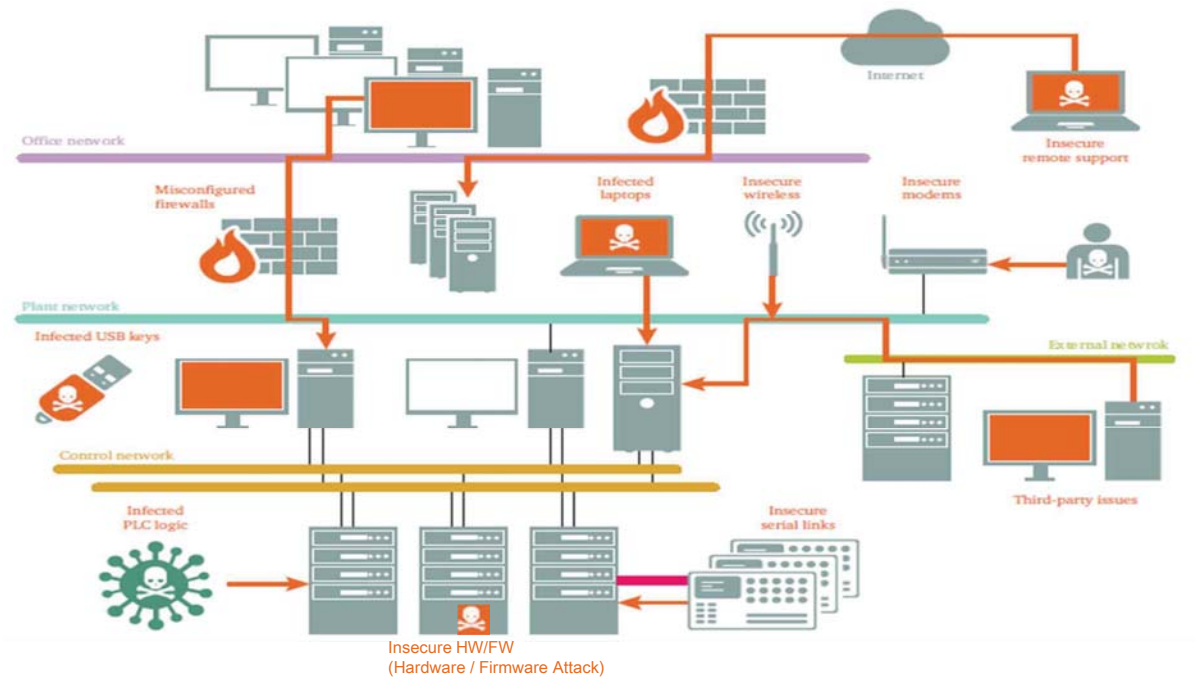 Internet
Insecure
remote support
Office network
Misconfigured
firewalls
Infected
laptops
Insecure
wireless
Insecure
modems
Plant network
Infected USB keys
External netwrok
Control network
Third-party issues
Infected
PLC logic
Insecure
serial links
Insecure HW/FW
(Hardware / Firmware Attack)